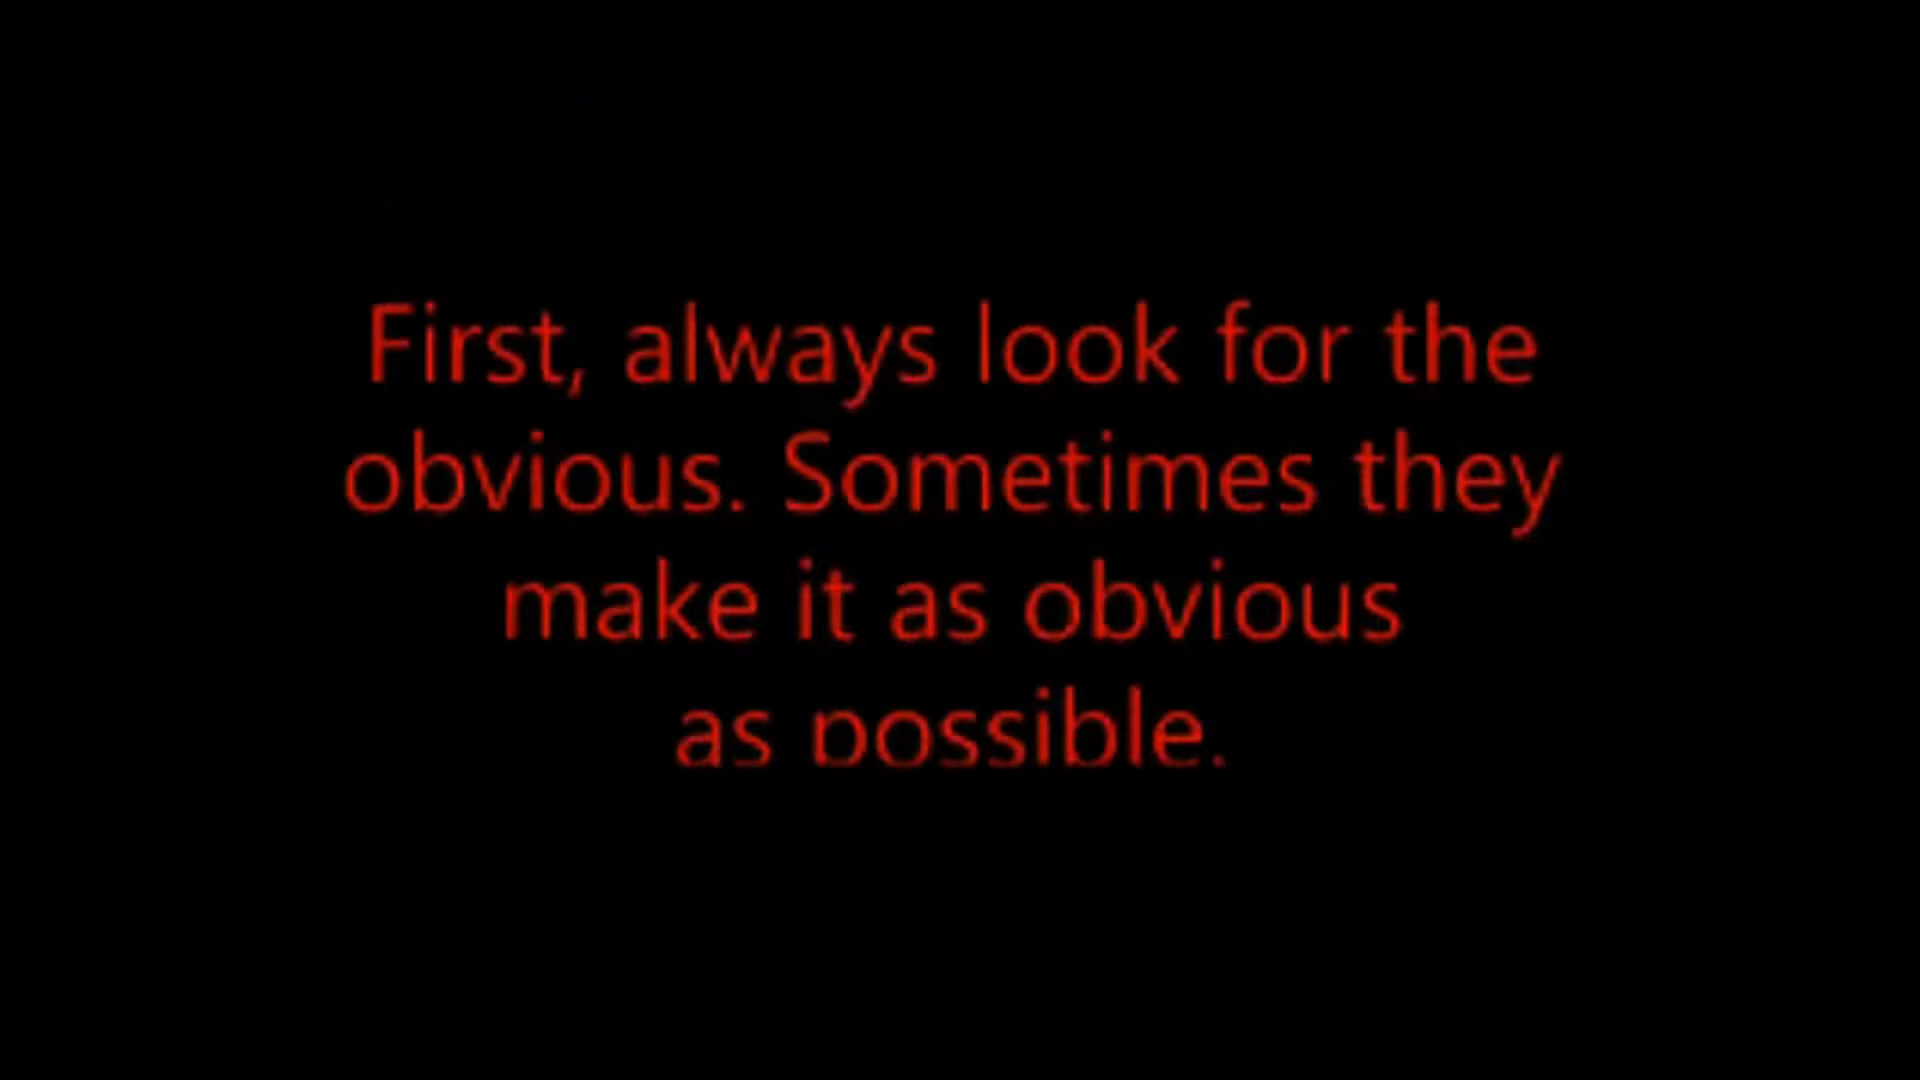 First, always look for the
obvious. Sometimes they
make it as obvious
as possible.